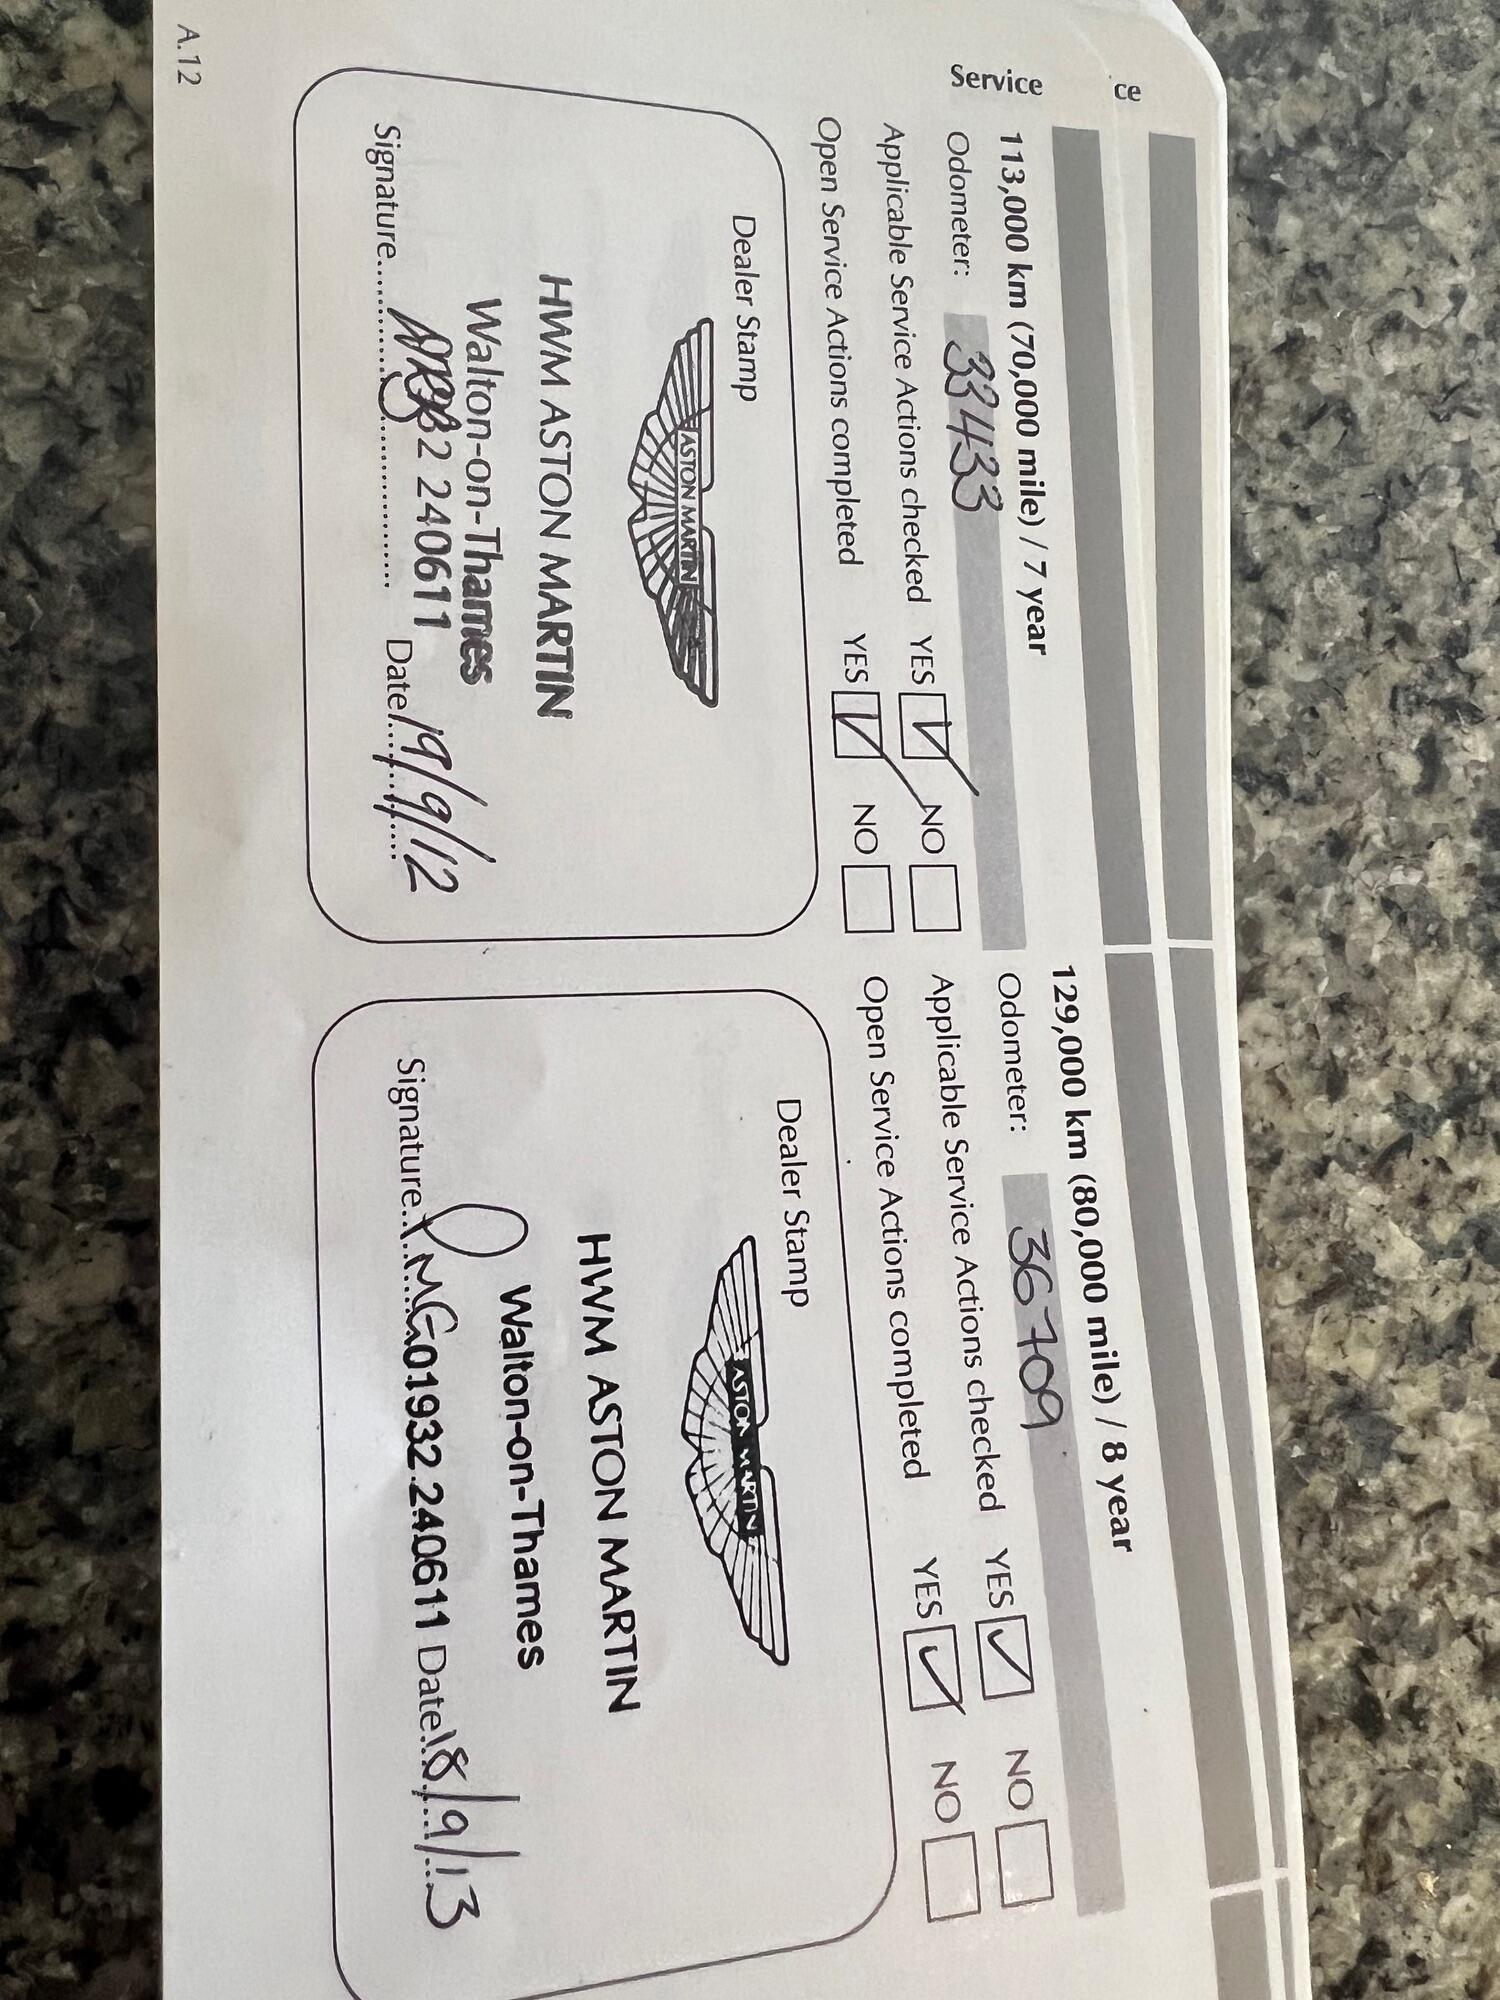 ce
Service
113,000 km (70,000 mile) / 7 year
Odometer: 33433
Applicable Service Actions checked YES NO
Open Service Actions completed YES NO
Dealer Stamp
ASTON MARTIN
HWM ASTON MARTIN
Walton-on-Thames
2 240611
Signature Date 19/9/12
129,000 km (80,000 mile) / 8 year
Odometer: 36709
Applicable Service Actions checked YES NO
Open Service Actions completed YES NO
Dealer Stamp
ASTON MARTIN
HWM ASTON MARTIN
Walton-on-Thames
01932 240611
Signature Date 18/9/13
A.12